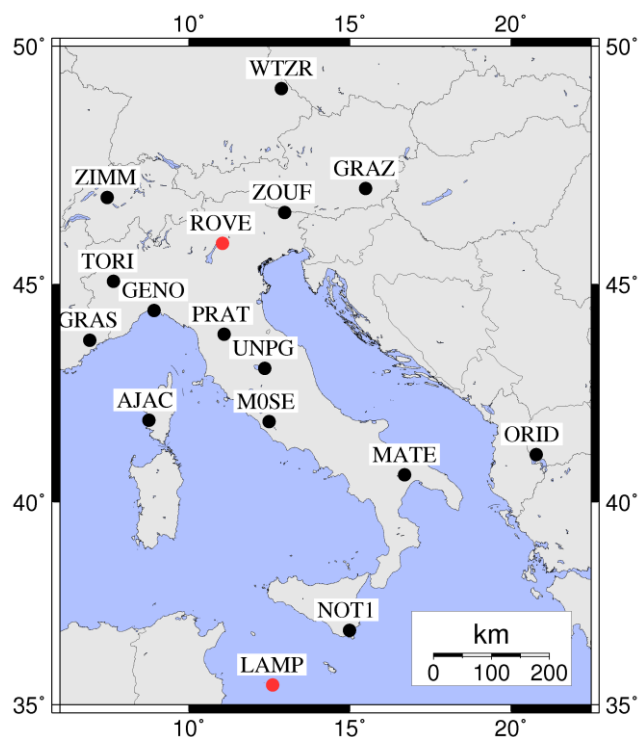 10˚ 15˚ 20˚
50˚ 50˚
WTZR
GRAZ
ZIMM
ZOUF
ROVE
TORI
45˚ 45˚
GENO
PRAT
GRAS
UNPG
AJAC
M0SE
ORID
MATE
40˚ 40˚
NOT1
km
LAMP
0 100 200
35˚ 35˚
10˚ 15˚ 20˚